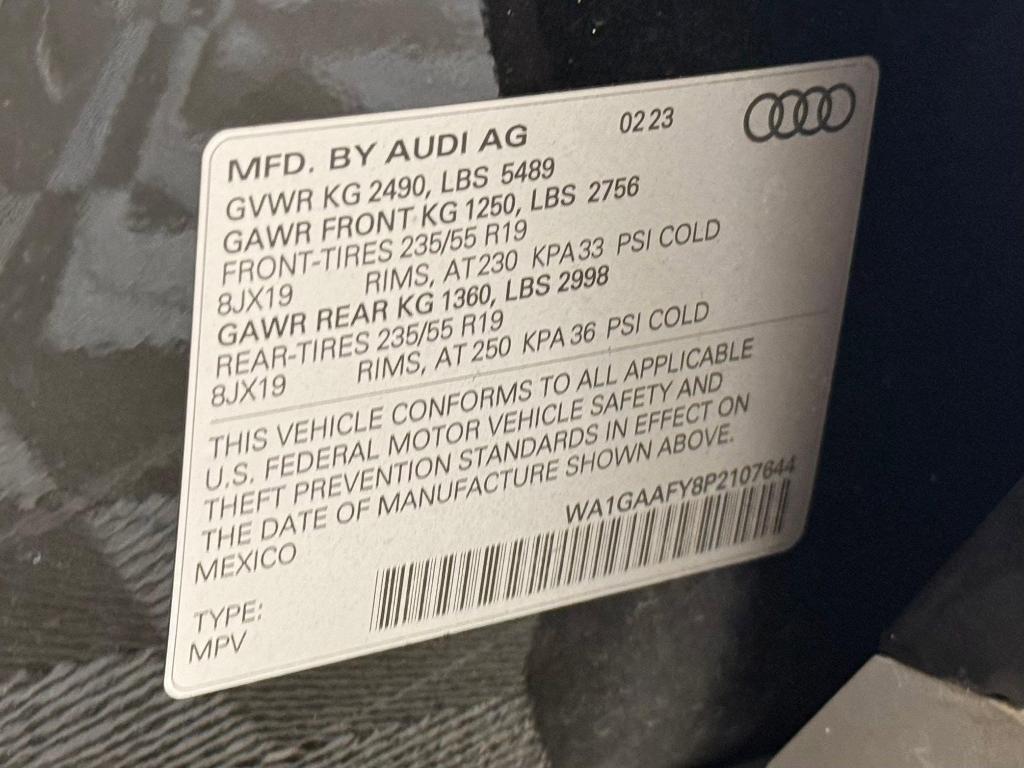 MFD. BY AUDI AG 02 23
GVWR KG 2490, LBS 5489
GAWR FRONT KG 1250, LBS 2756
FRONT-TIRES 235/55 R19
8JX19 RIMS, AT 230 KPA 33 PSI COLD
GAWR REAR KG 1360, LBS 2998
REAR-TIRES 235/55 R19
8JX19 RIMS, AT 250 KPA 36 PSI COLD
THIS VEHICLE CONFORMS TO ALL APPLICABLE
U.S. FEDERAL MOTOR VEHICLE SAFETY AND
THEFT PREVENTION STANDARDS IN EFFECT ON
THE DATE OF MANUFACTURE SHOWN ABOVE.
MEXICO WA1GAAFY8P2107644
TYPE:
MPV